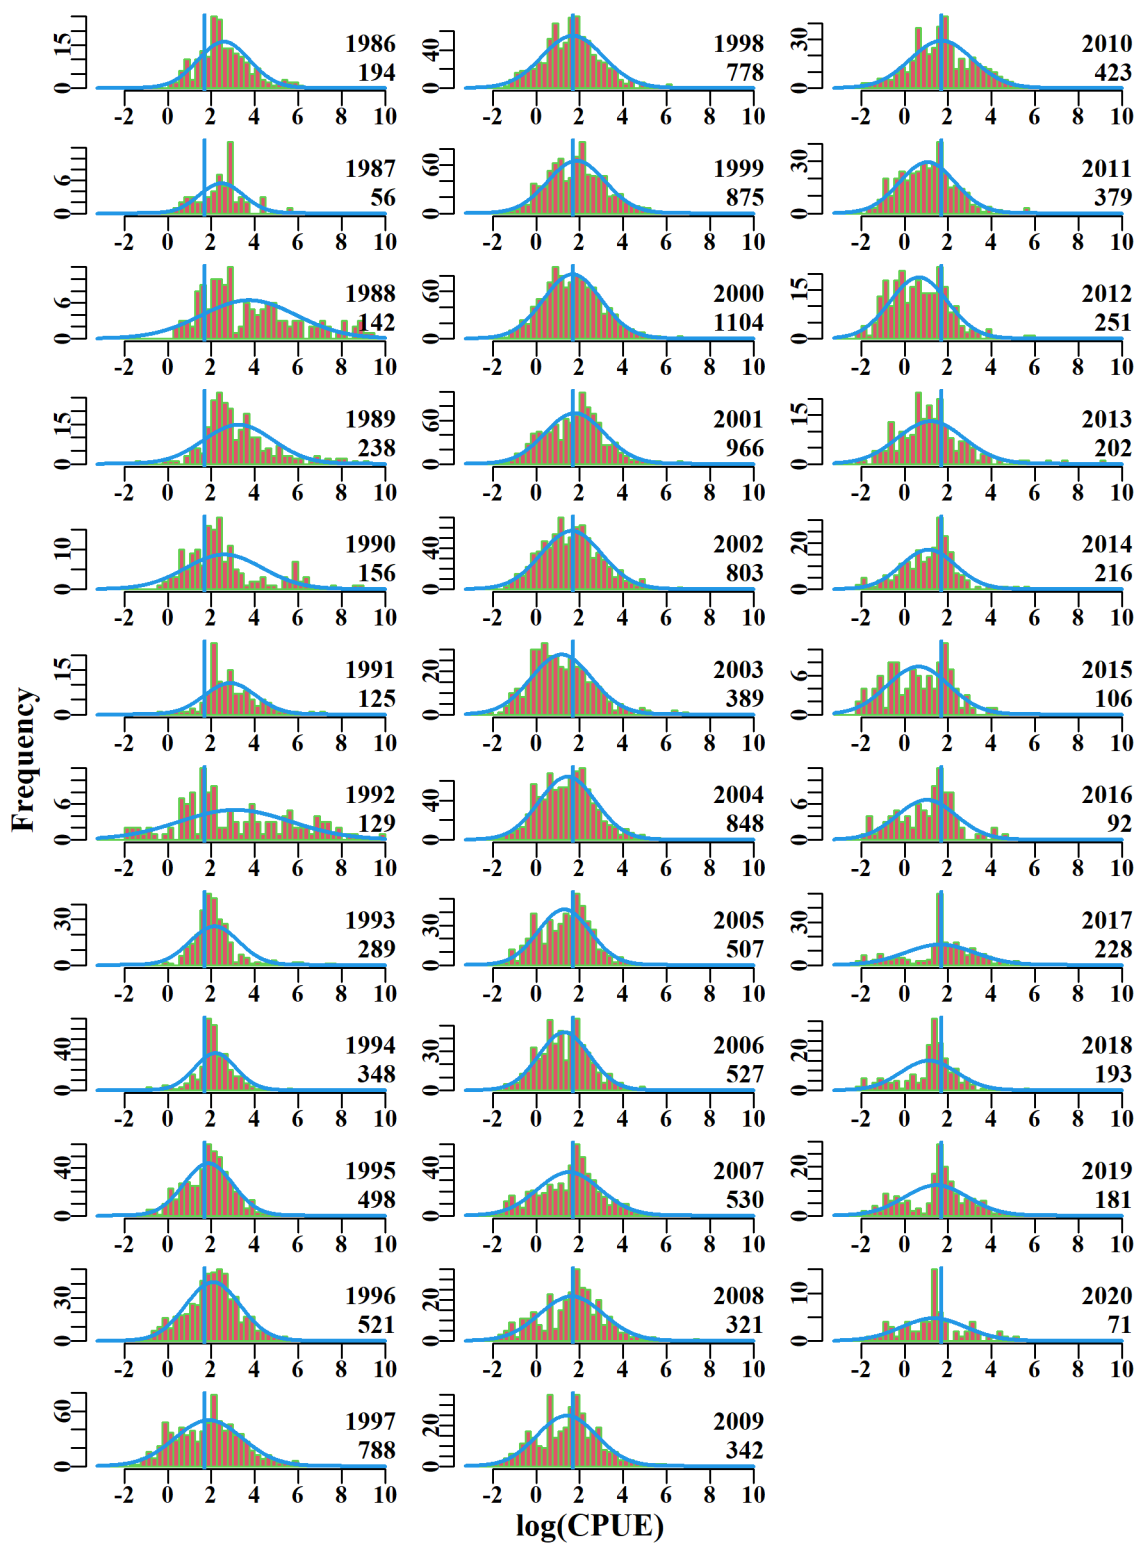 Frequency
0 15
1986
194
-2 0 2 4 6 8 10
0 6
1987
56
-2 0 2 4 6 8 10
0 6
1988
142
-2 0 2 4 6 8 10
0 15
1989
238
-2 0 2 4 6 8 10
0 10
1990
156
-2 0 2 4 6 8 10
0 15
1991
125
-2 0 2 4 6 8 10
0 6
1992
129
-2 0 2 4 6 8 10
0 30
1993
289
-2 0 2 4 6 8 10
0 40
1994
348
-2 0 2 4 6 8 10
0 40
1995
498
-2 0 2 4 6 8 10
0 30
1996
521
-2 0 2 4 6 8 10
0 60
1997
788
-2 0 2 4 6 8 10
0 40
1998
778
-2 0 2 4 6 8 10
0 60
1999
875
-2 0 2 4 6 8 10
0 60
2000
1104
-2 0 2 4 6 8 10
0 60
2001
966
-2 0 2 4 6 8 10
0 40
2002
803
-2 0 2 4 6 8 10
0 20
2003
389
-2 0 2 4 6 8 10
0 40
2004
848
-2 0 2 4 6 8 10
0 30
2005
507
-2 0 2 4 6 8 10
0 30
2006
527
-2 0 2 4 6 8 10
0 40
2007
530
-2 0 2 4 6 8 10
0 20
2008
321
-2 0 2 4 6 8 10
0 20
2009
342
-2 0 2 4 6 8 10
0 30
2010
423
-2 0 2 4 6 8 10
0 30
2011
379
-2 0 2 4 6 8 10
0 15
2012
251
-2 0 2 4 6 8 10
0 15
2013
202
-2 0 2 4 6 8 10
0 20
2014
216
-2 0 2 4 6 8 10
0 6
2015
106
-2 0 2 4 6 8 10
0 6
2016
92
-2 0 2 4 6 8 10
0 30
2017
228
-2 0 2 4 6 8 10
0 20
2018
193
-2 0 2 4 6 8 10
0 20
2019
181
-2 0 2 4 6 8 10
0 10
2020
71
-2 0 2 4 6 8 10
log(CPUE)